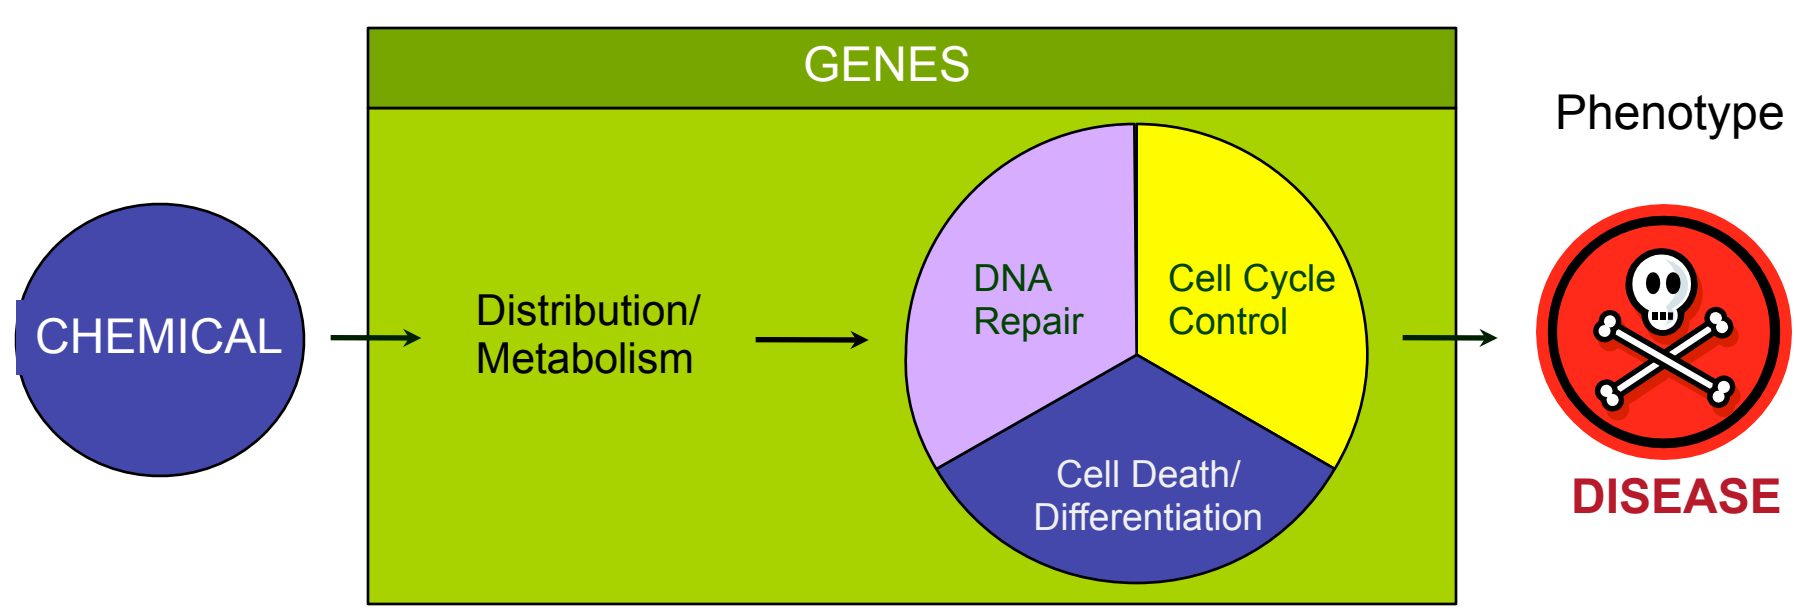 GENES
Phenotype
CHEMICAL
Distribution/
Metabolism
DNA
Repair
Cell Cycle
Control
Cell Death/
Differentiation
DISEASE